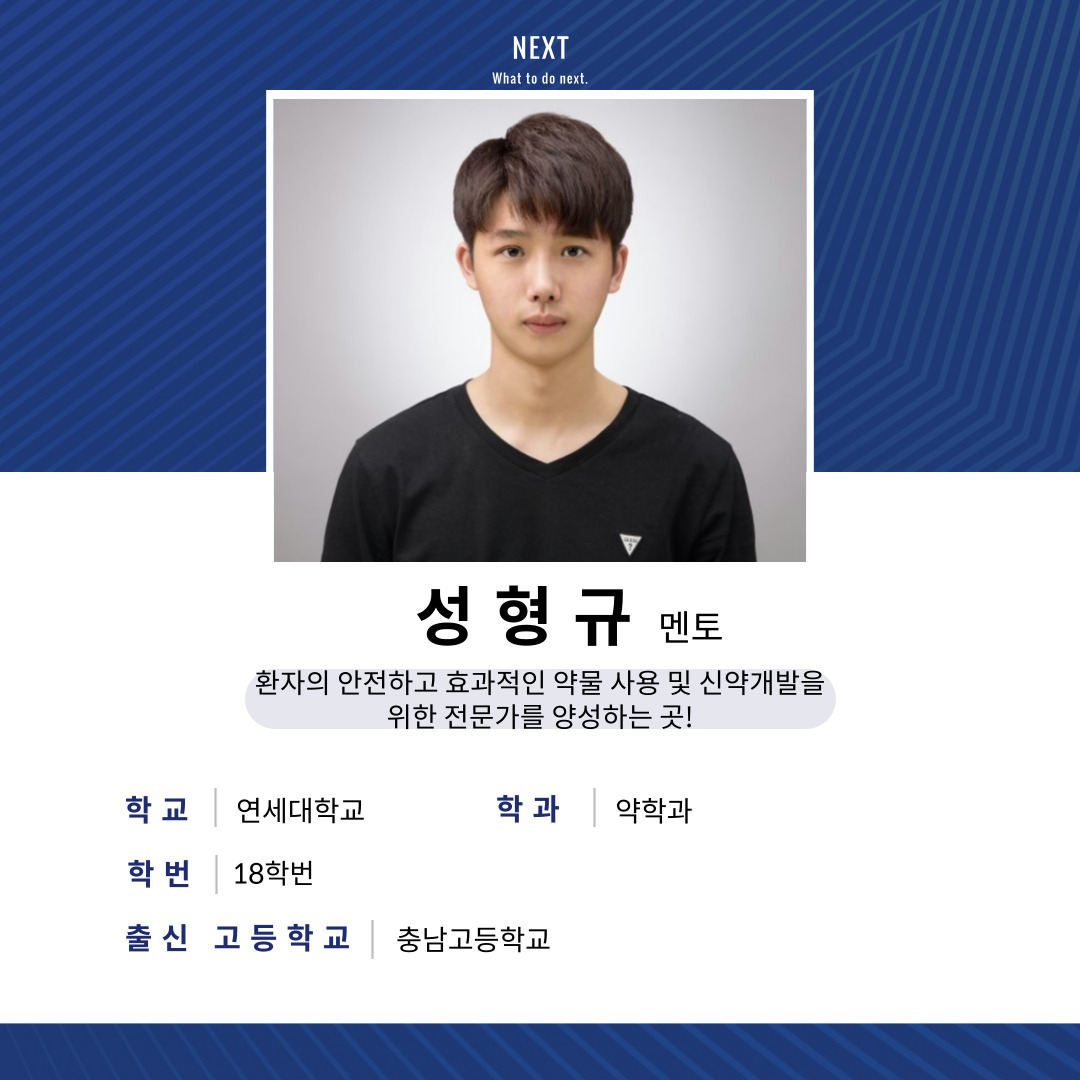 NEXT
What to do next.
성형규 멘토
환자의 안전하고 효과적인 약물 사용 및 신약개발을
위한 전문가를 양성하는 곳!
학교 연세대학교 학과 약학과
학번 18학번
출신 고등학교 충남고등학교